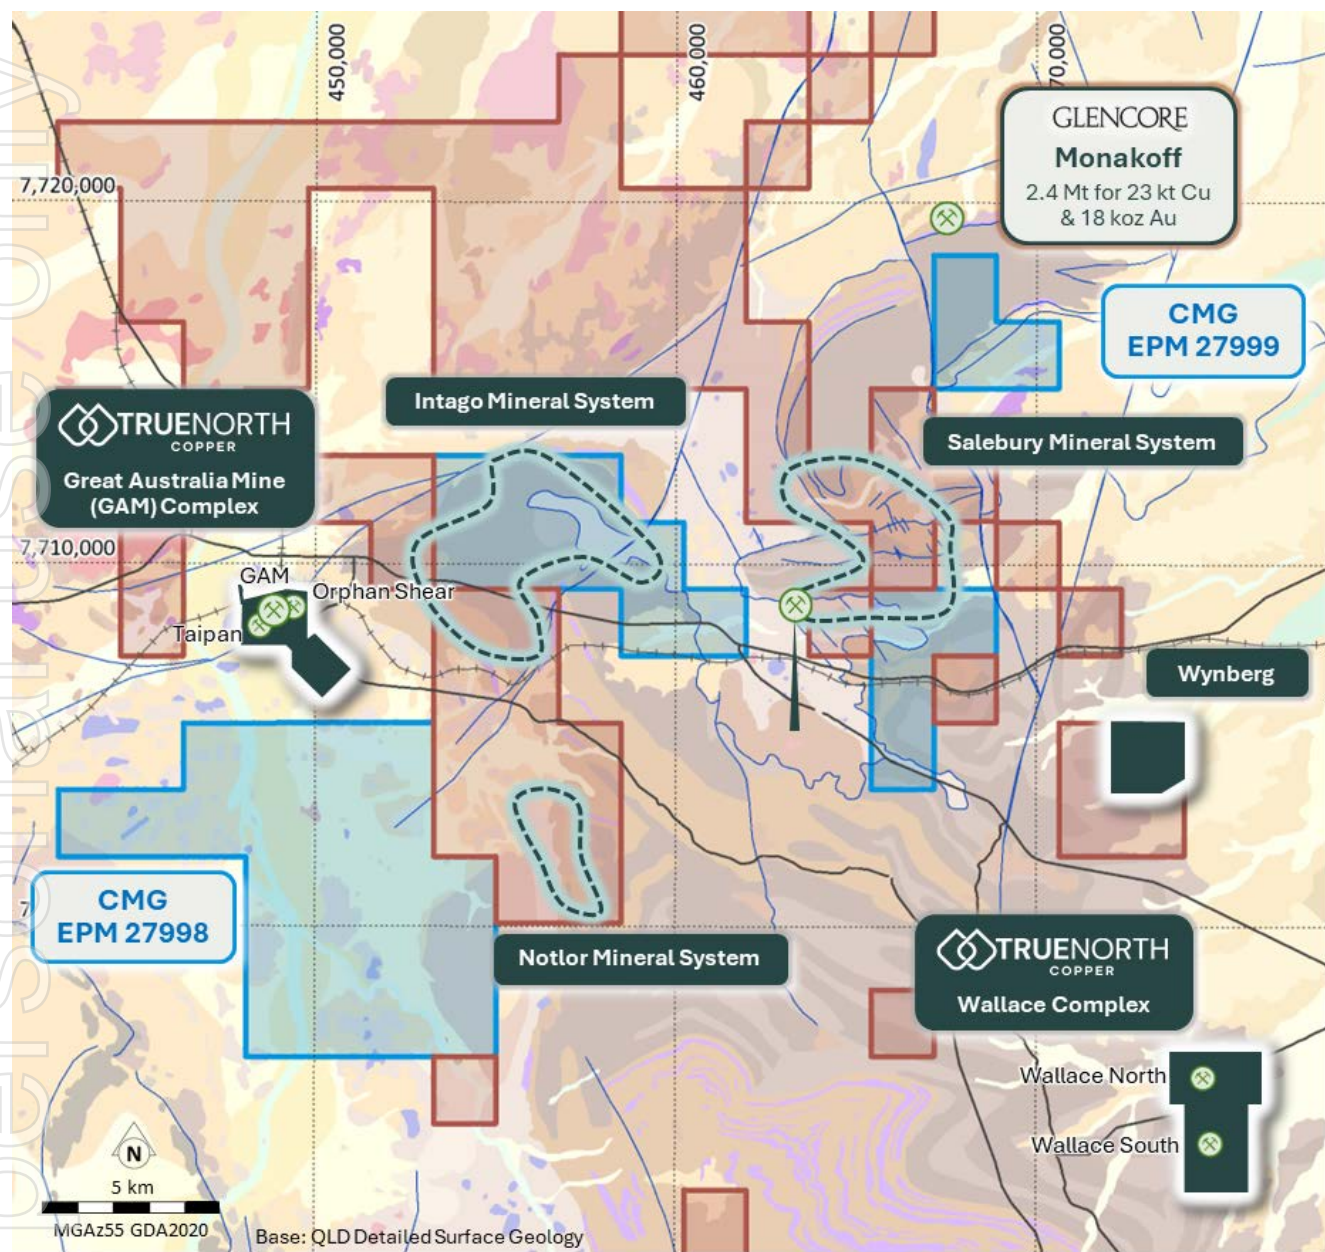 450,000
460,000
70,000
GLENCORE
Monakoff
2.4 Mt for 23 kt Cu
& 18 koz Au
7,720,000
CMG
EPM 27999
Intago Mineral System
TRUENORTH
COPPER
Great Australia Mine
(GAM) Complex
Salebury Mineral System
7,710,000
GAM
Orphan Shear
Taipan
Wynberg
CMG
EPM 27998
7
Notlor Mineral System
TRUENORTH
COPPER
Wallace Complex
Wallace North
Wallace South
N
5 km
MGAz55 GDA2020
Base: QLD Detailed Surface Geology